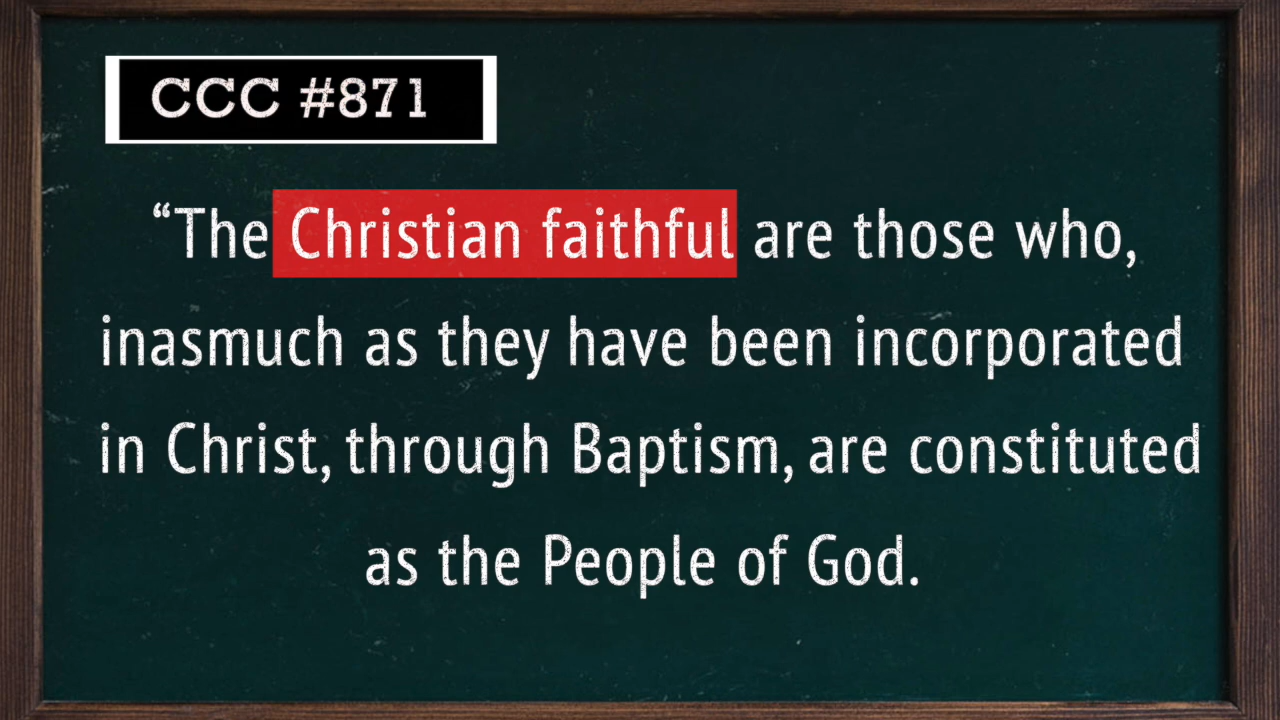 CCC #871
“The Christian faithful are those who,
inasmuch as they have been incorporated
in Christ, through Baptism, are constituted
as the People of God.